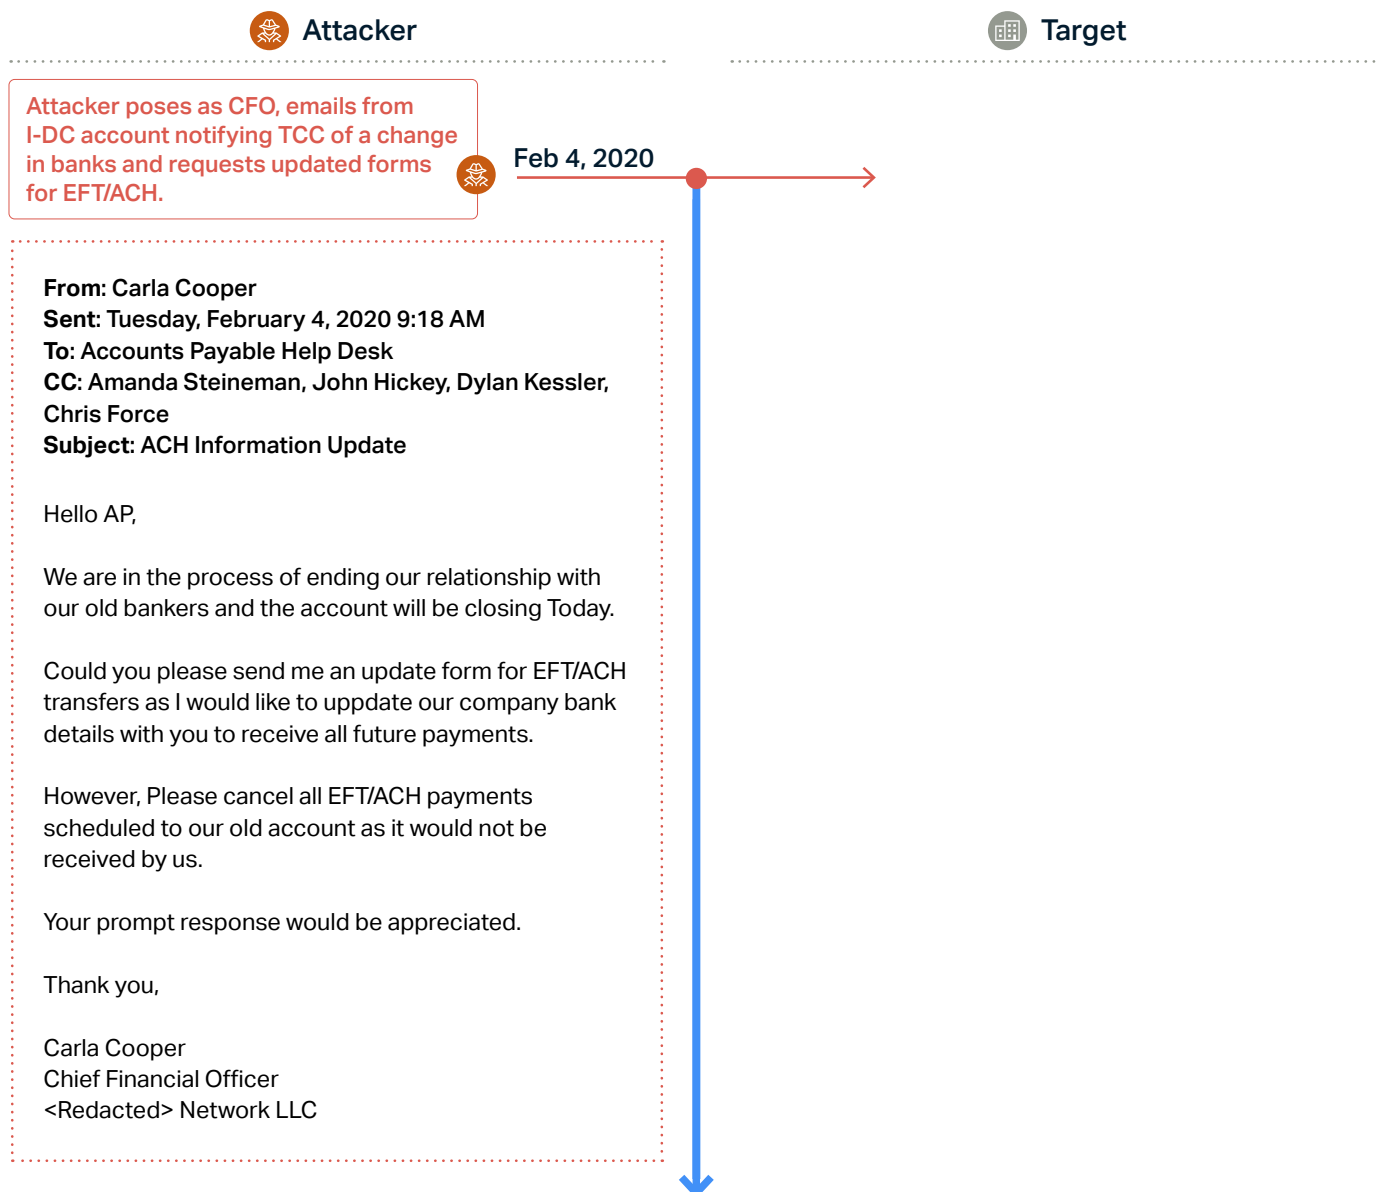 Attacker
Target
Attacker poses as CFO, emails from
I-DC account notifying TCC of a change
in banks and requests updated forms
for EFT/ACH.
Feb 4, 2020
From: Carla Cooper
Sent: Tuesday, February 4, 2020 9:18 AM
To: Accounts Payable Help Desk
CC: Amanda Steineman, John Hickey, Dylan Kessler,
Chris Force
Subject: ACH Information Update
Hello AP,
We are in the process of ending our relationship with
our old bankers and the account will be closing Today.
Could you please send me an update form for EFT/ACH
transfers as I would like to uppdate our company bank
details with you to receive all future payments.
However, Please cancel all EFT/ACH payments
scheduled to our old account as it would not be
received by us.
Your prompt response would be appreciated.
Thank you,
Carla Cooper
Chief Financial Officer
<Redacted> Network LLC